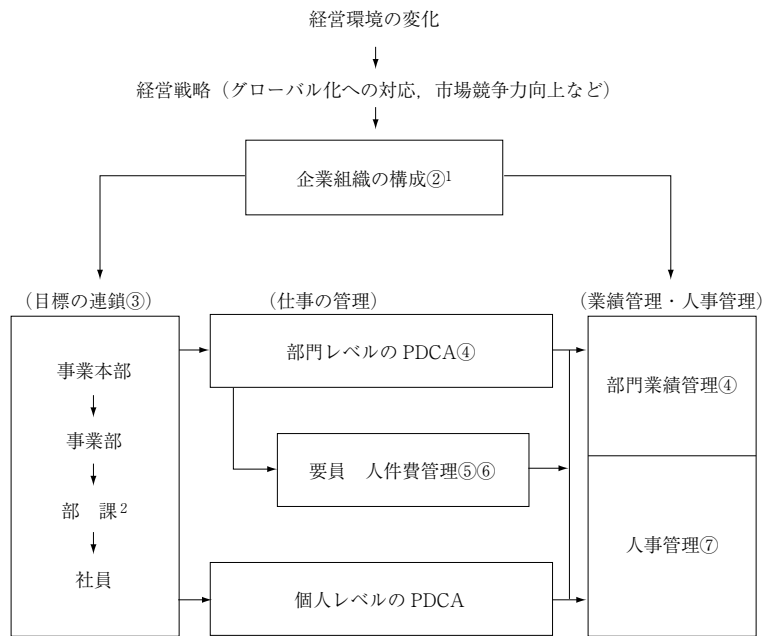 経営環境の変化
経営戦略（グローバル化への対応，市場競争力向上など）
企業組織の構成②1
（目標の連鎖③）
（仕事の管理）
（業績管理・人事管理）
事業本部
事業部
部　課2
社員
部門レベルのPDCA④
要員　人件費管理⑤⑥
個人レベルのPDCA
部門業績管理④
人事管理⑦